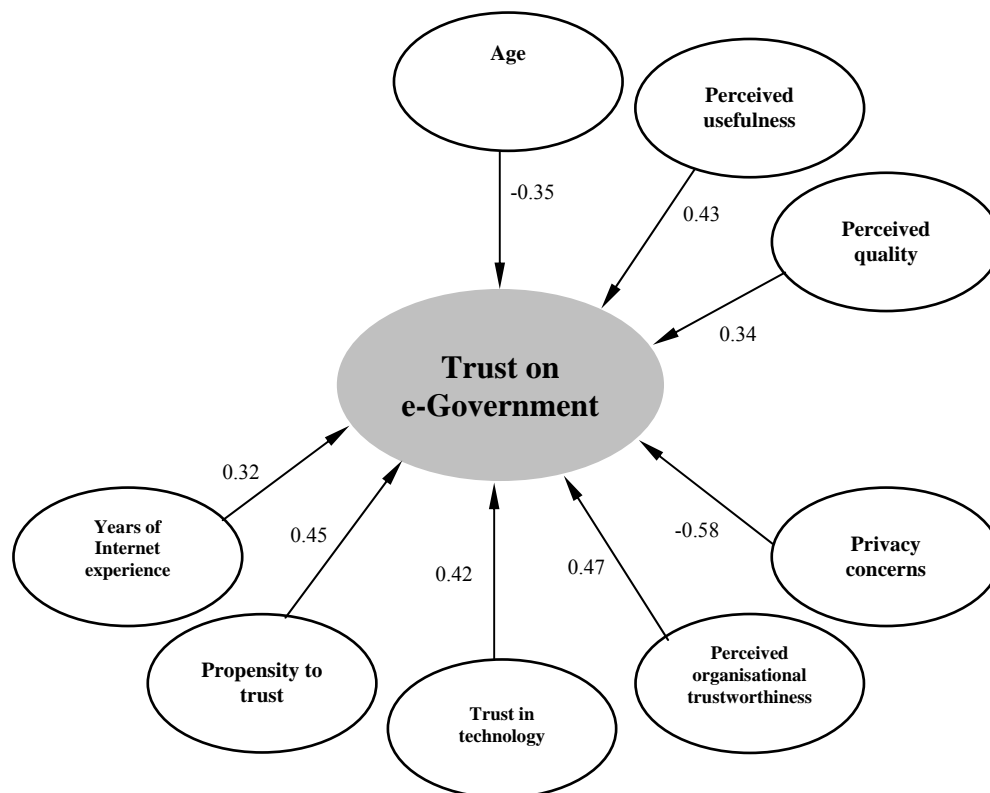 Age
Perceived
usefulness
-0.35
0.43
Perceived
quality
0.34
Trust on
e-Government
0.32
Years of
Internet
experience
0.45
0.42
0.47
-0.58
Privacy
concerns
Propensity to
trust
Trust in
technology
Perceived
organisational
trustworthiness